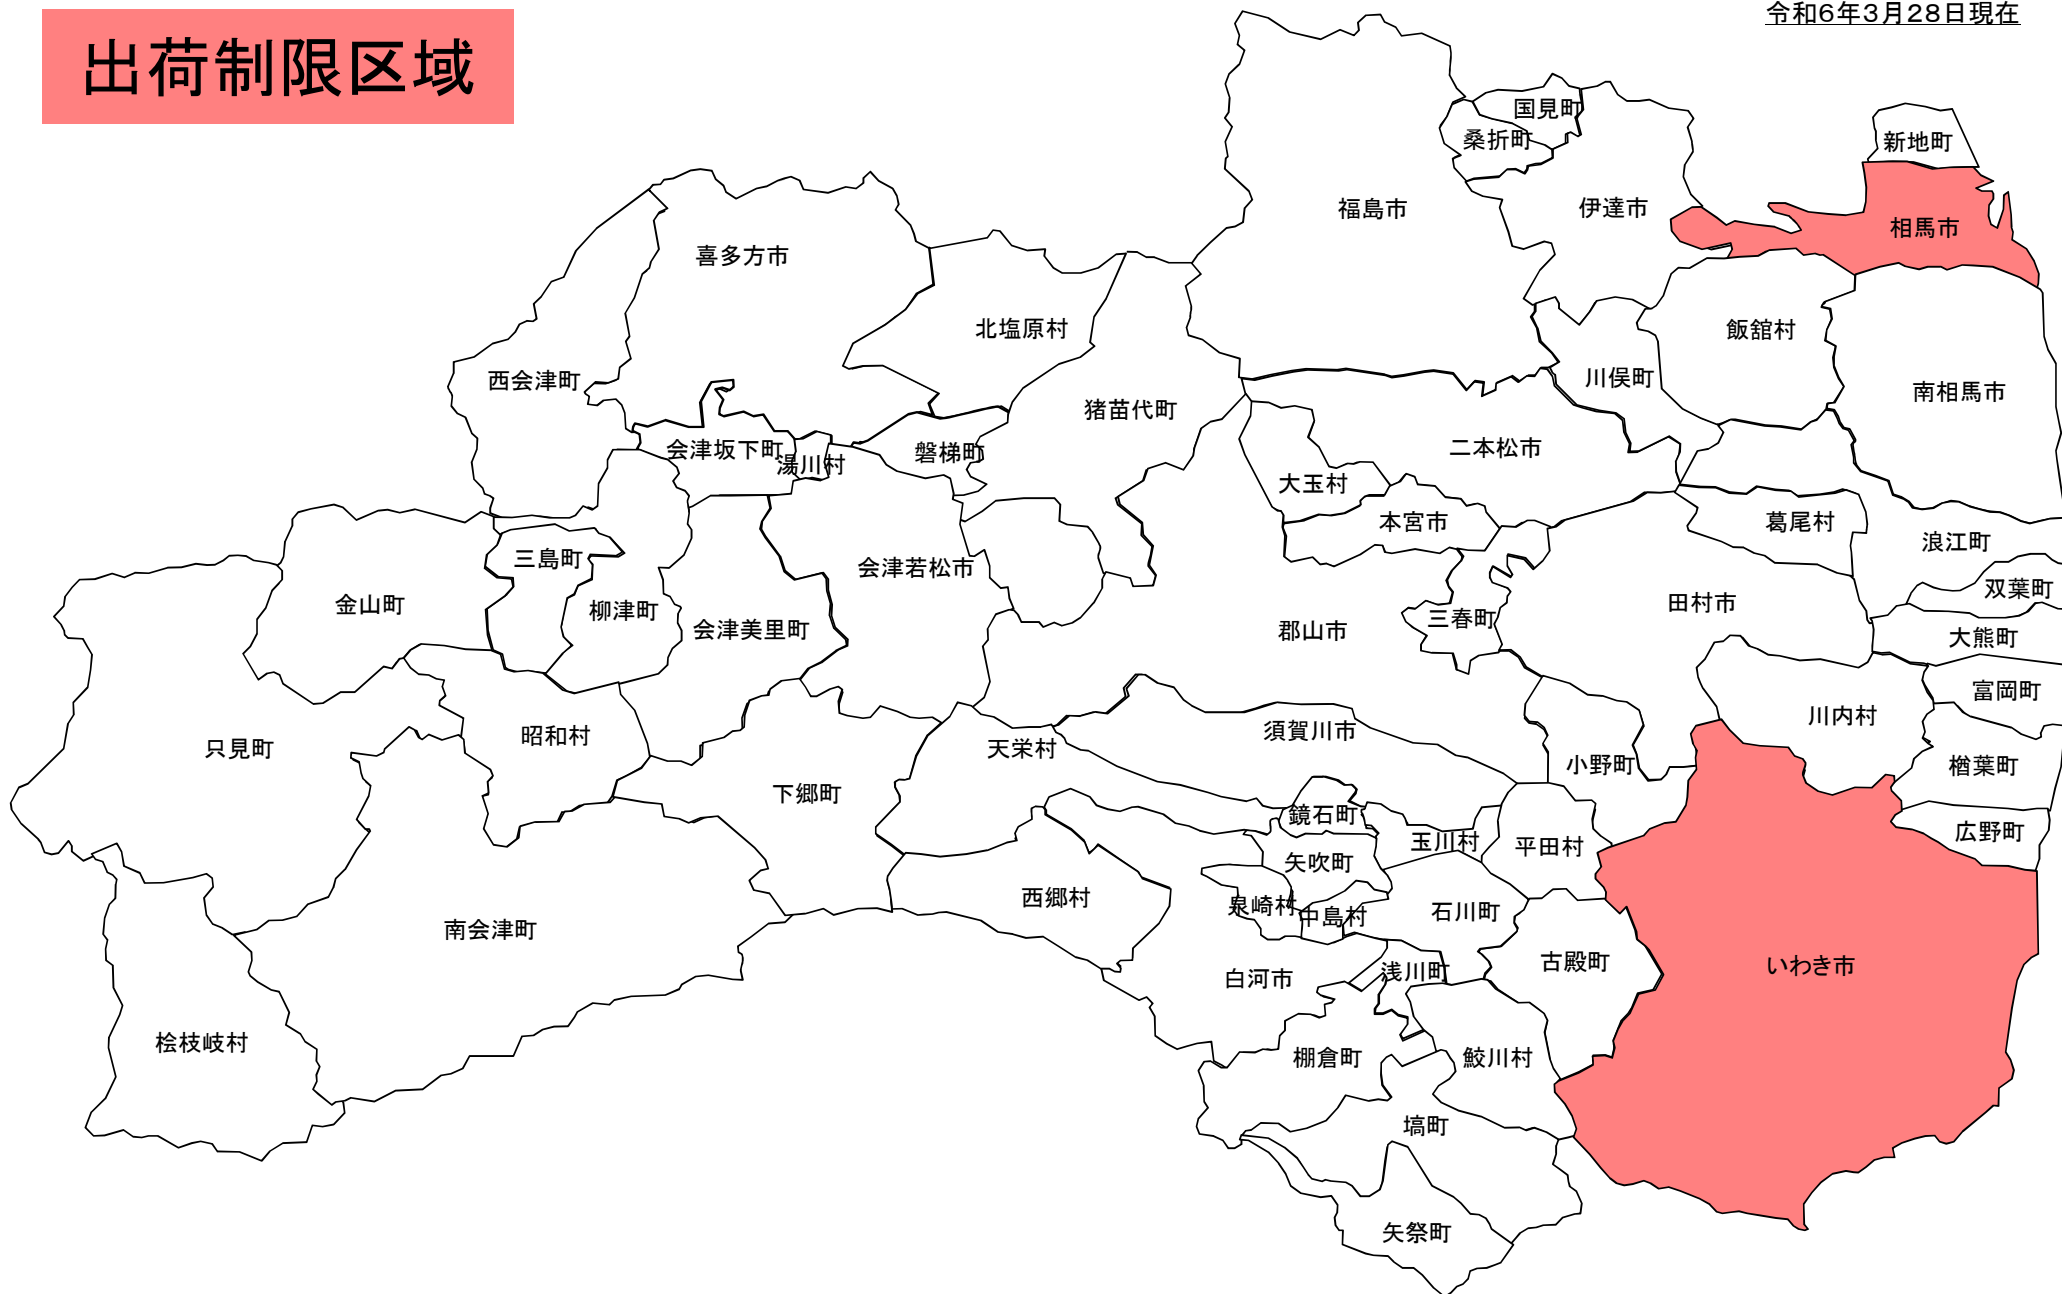 令和6年3月28日現在
出荷制限区域
国見町
桑折町
新地町
福島市
伊達市
相馬市
喜多方市
北塩原村
飯舘村
西会津町
川俣町
南相馬市
猪苗代町
会津坂下町
湯川村
磐梯町
二本松市
大玉村
本宮市
葛尾村
浪江町
三島町
会津若松市
双葉町
金山町
柳津町
会津美里町
郡山市
三春町
田村市
大熊町
富岡町
川内村
只見町
昭和村
天栄村
須賀川市
小野町
楢葉町
下郷町
鏡石町
玉川村
平田村
広野町
矢吹町
西郷村
泉崎村
中島村
石川町
南会津町
白河市
浅川町
古殿町
いわき市
桧枝岐村
棚倉町
鮫川村
塙町
矢祭町